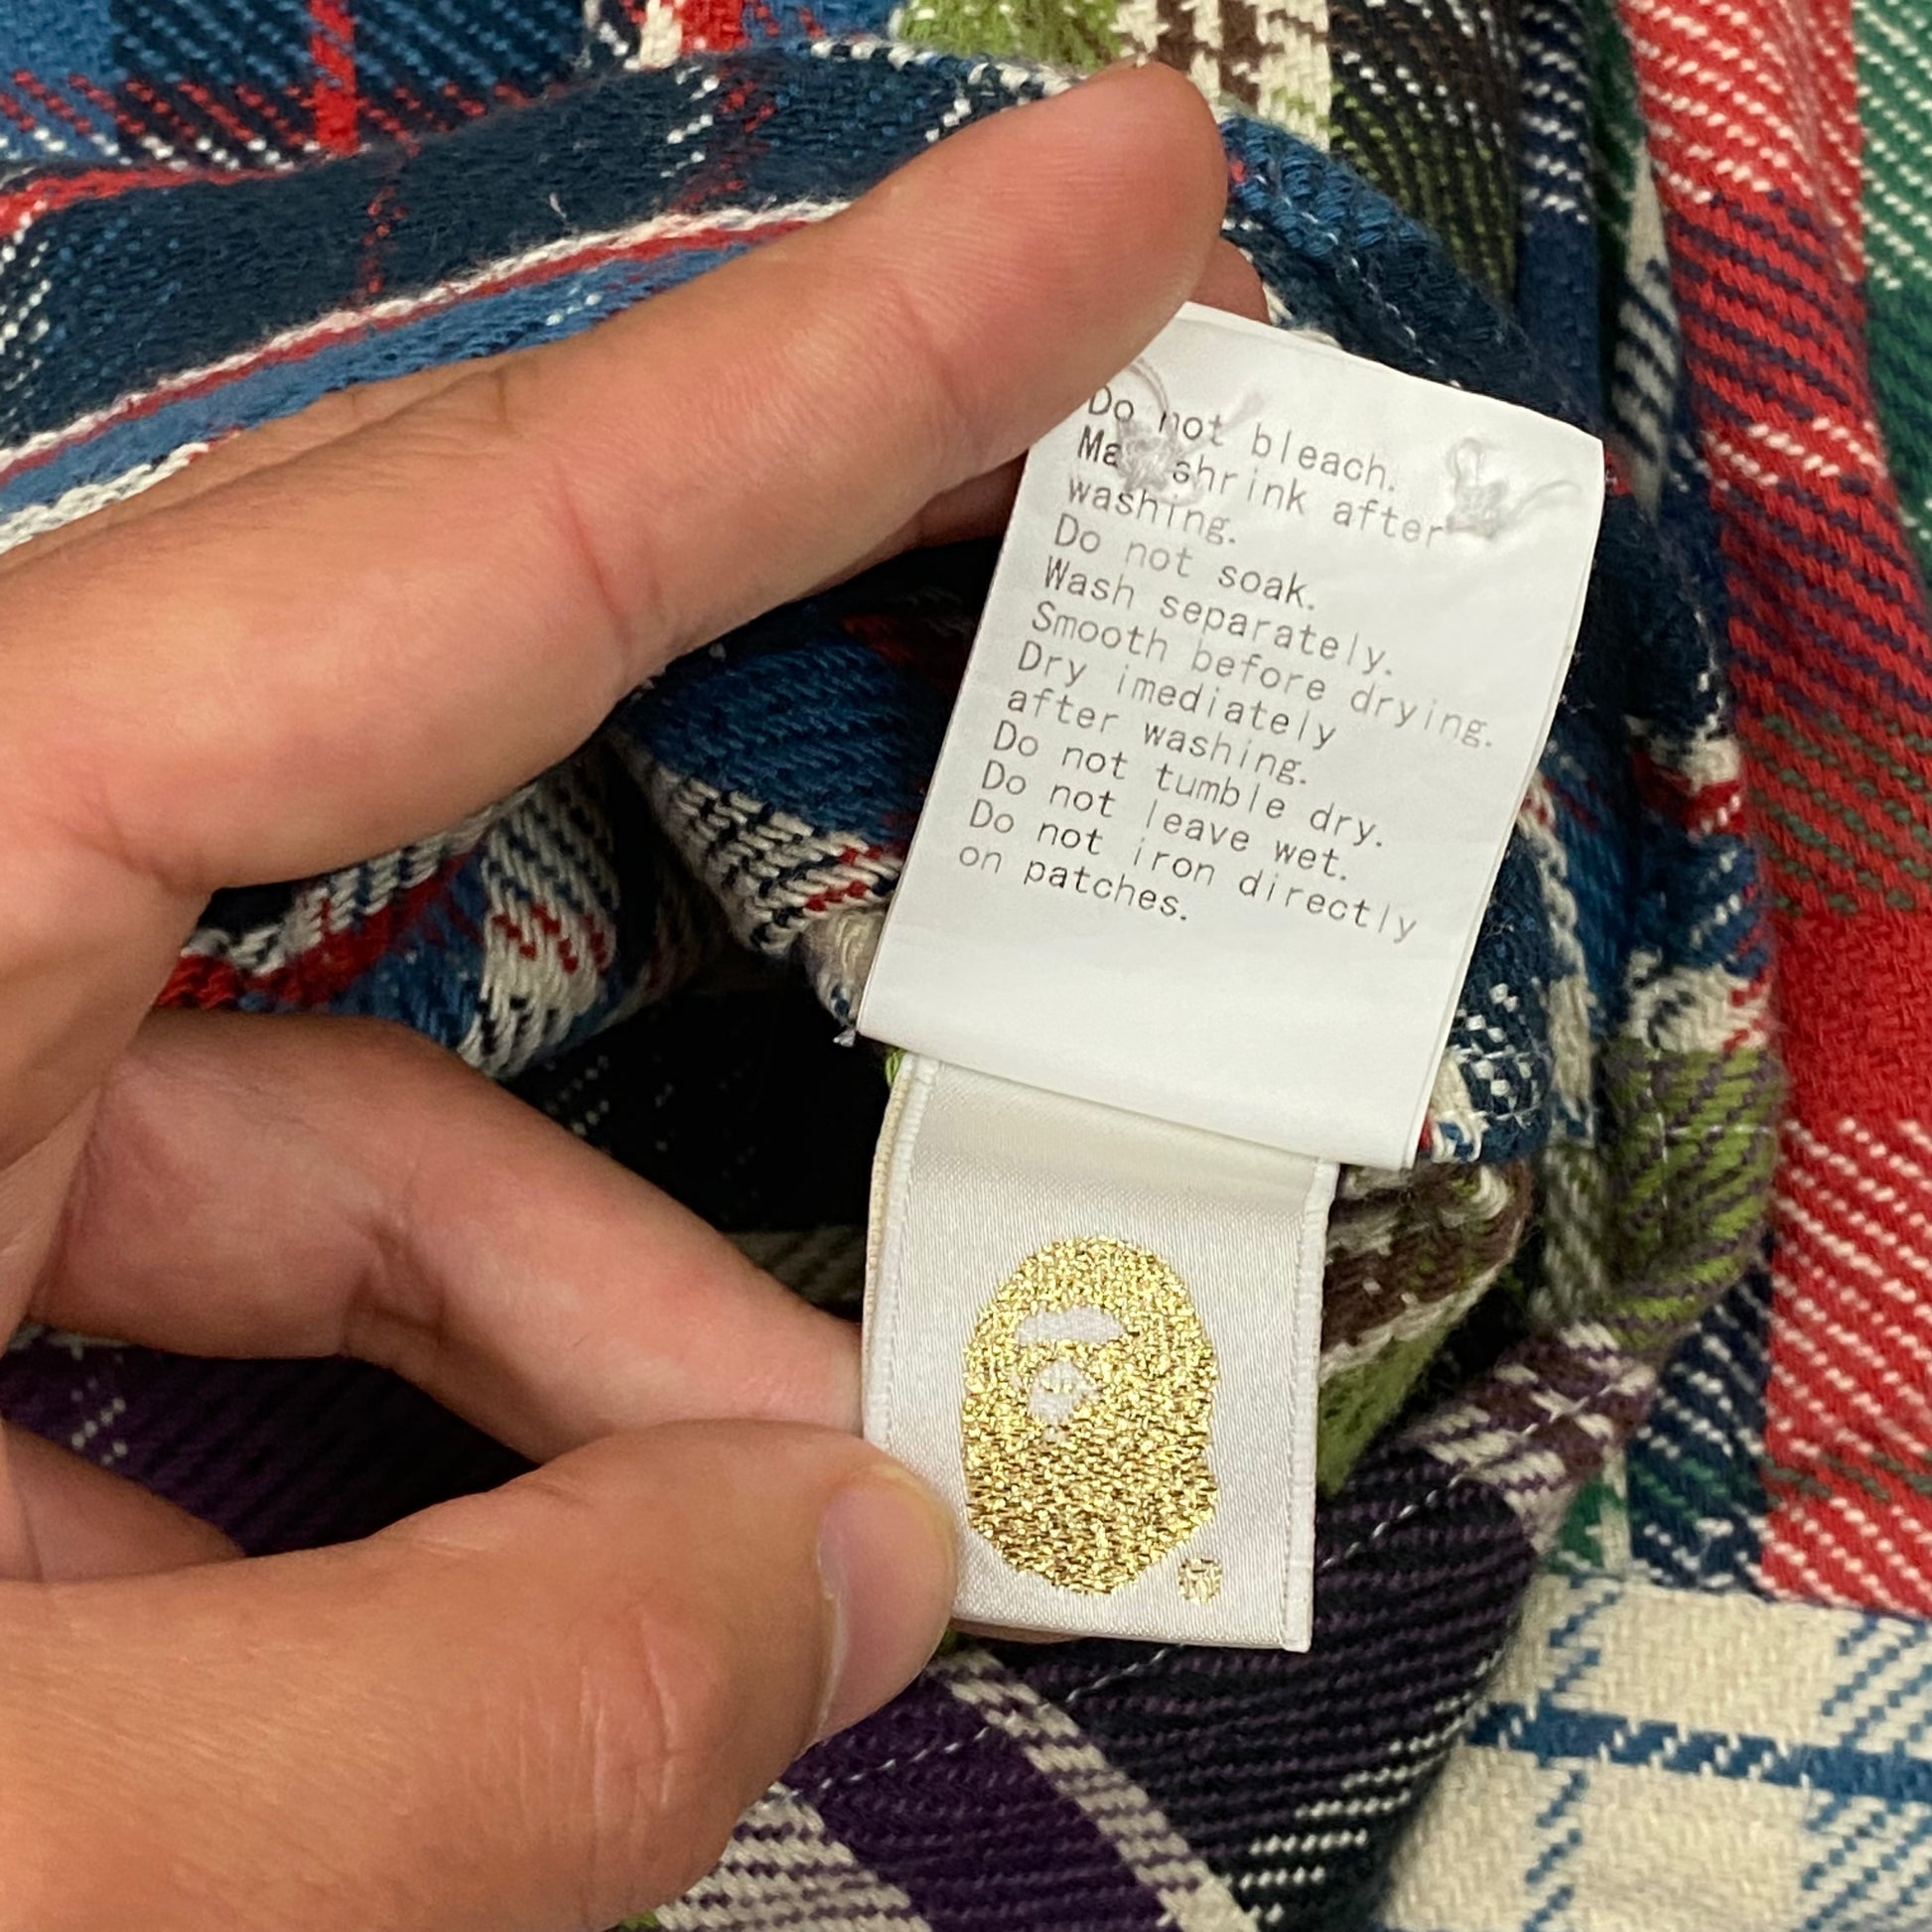 Do not bleach.
May shrink after
washing.
Do not soak.
Wash separately.
Smooth before drying.
Dry imediately
after washing.
Do not tumble dry.
Do not leave wet.
Do not iron directly
on patches.